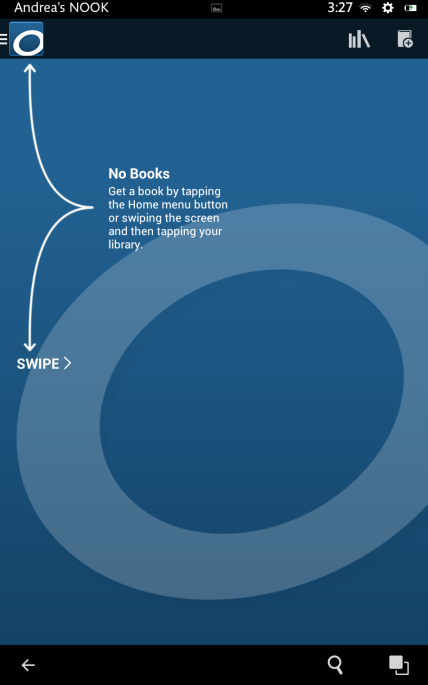 Andrea's NOOK
3:27
No Books
Get a book by tapping
the Home menu button
or swiping the screen
and then tapping your
library.
SWIPE